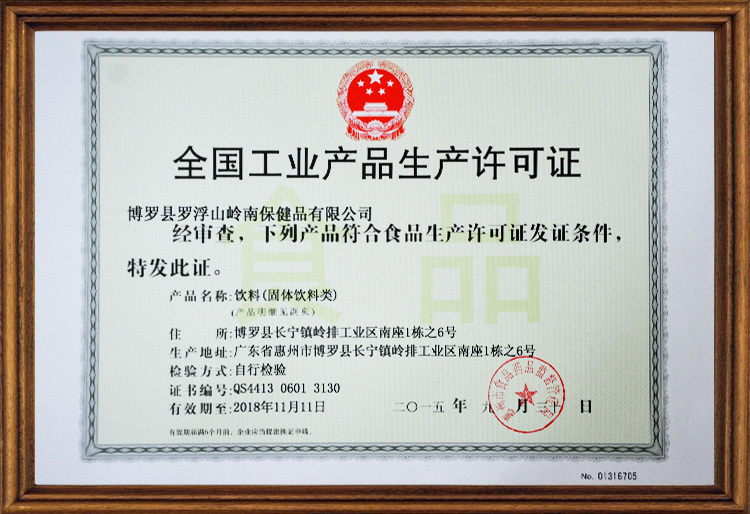 全国工业产品生产许可证
食品
博罗县罗浮山岭南保健品有限公司
经审查，下列产品符合食品生产许可证发证条件，
特发此证。
产品名称：饮料(固体饮料类)
住 所：博罗县长宁镇岭排工业区南座1栋之6号
生产地址：广东省惠州市博罗县长宁镇岭排工业区南座1栋之6号
检验方式：自行检验
证书编号：QS4413 0601 3130
有效期至：2018年11月11日
二〇一五 年 九 月 三十 日
No. 01316705